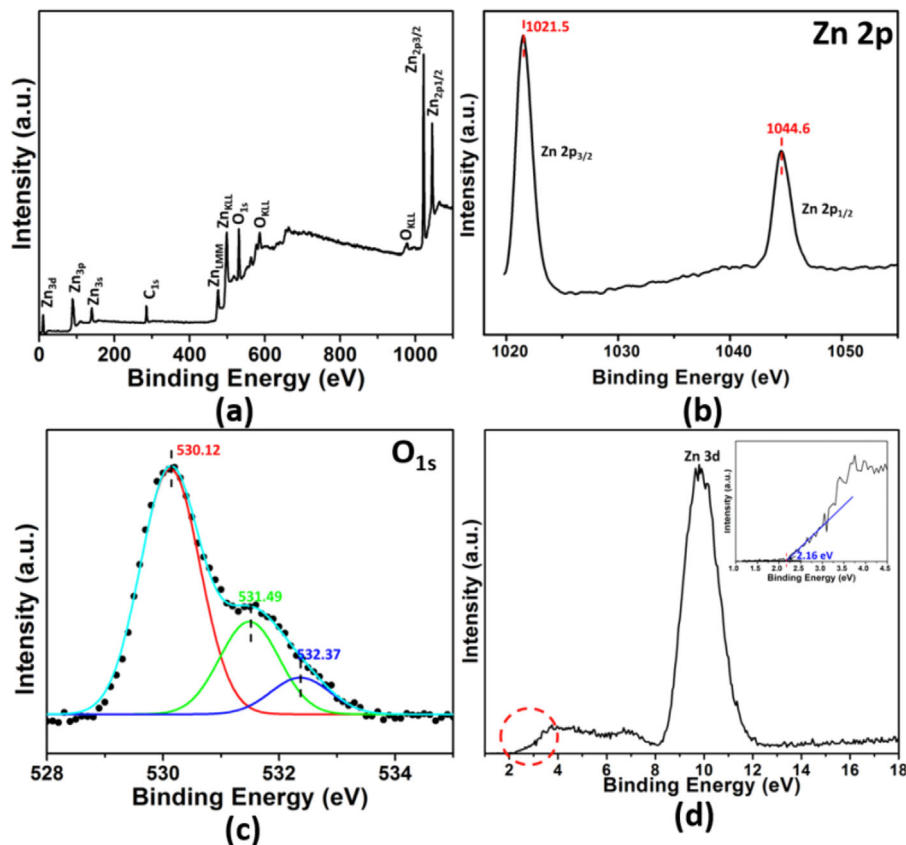 Intensity (a.u.)
Zn3d
Zn3p
Zn3s
C1s
ZnLMM
ZnKLL
O1s
OKLL
OKLL
Zn2p3/2
Zn2p1/2
0 200 400 600 800 1000
Binding Energy (eV)
(a)
Zn 2p
1021.5
Zn 2p3/2
1044.6
Zn 2p1/2
Intensity (a.u.)
1020 1030 1040 1050
Binding Energy (eV)
(b)
O1s
530.12
531.49
532.37
Intensity (a.u.)
528 530 532 534
Binding Energy (eV)
(c)
Zn 3d
Intensity (a.u.)
2.16 eV
1.0 1.5 2.0 2.5 3.0 3.5 4.0 4.5
Binding Energy (eV)
Intensity (a.u.)
2 4 6 8 10 12 14 16 18
Binding Energy (eV)
(d)